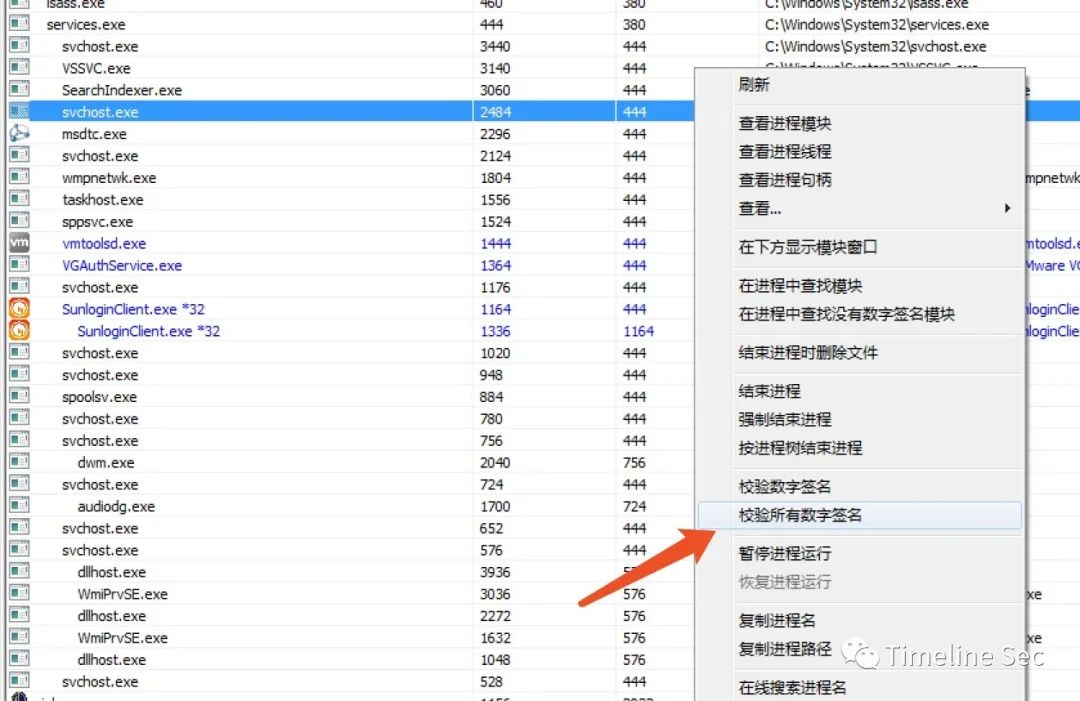 lsass.exe 460 380 C:\Windows\System32\lsass.exe
services.exe 444 380 C:\Windows\System32\services.exe
svchost.exe 3440 444 C:\Windows\System32\svchost.exe
VSSVC.exe 3140 444 C:\Windows\System32\VSSVC.exe
SearchIndexer.exe 3060 444
svchost.exe 2484 444
msdtc.exe 2296 444
svchost.exe 2124 444
wmpnetwk.exe 1804 444 mpnetwk
taskhost.exe 1556 444
sppsvc.exe 1524 444
vmtoolsd.exe 1444 444 mtoolsd.e
VGAuthService.exe 1364 444 Mware VG
svchost.exe 1176 444
SunloginClient.exe *32 1164 444 nloginClie
SunloginClient.exe *32 1336 1164 nloginClie
svchost.exe 1020 444
svchost.exe 948 444
spoolsv.exe 884 444
svchost.exe 780 444
svchost.exe 756 444
dwm.exe 2040 756
svchost.exe 724 444
audiodg.exe 1700 724
svchost.exe 652 444
svchost.exe 576 444
dllhost.exe 3936
WmiPrvSE.exe 3036 576 xe
dllhost.exe 2272 576
WmiPrvSE.exe 1632 576 xe
dllhost.exe 1048 576
svchost.exe 528 444
刷新
查看进程模块
查看进程线程
查看进程句柄
查看...
在下方显示模块窗口
在进程中查找模块
在进程中查找没有数字签名模块
结束进程时删除文件
结束进程
强制结束进程
按进程树结束进程
校验数字签名
校验所有数字签名
暂停进程运行
恢复进程运行
复制进程名
复制进程路径
在线搜索进程名
vm
Timeline Sec